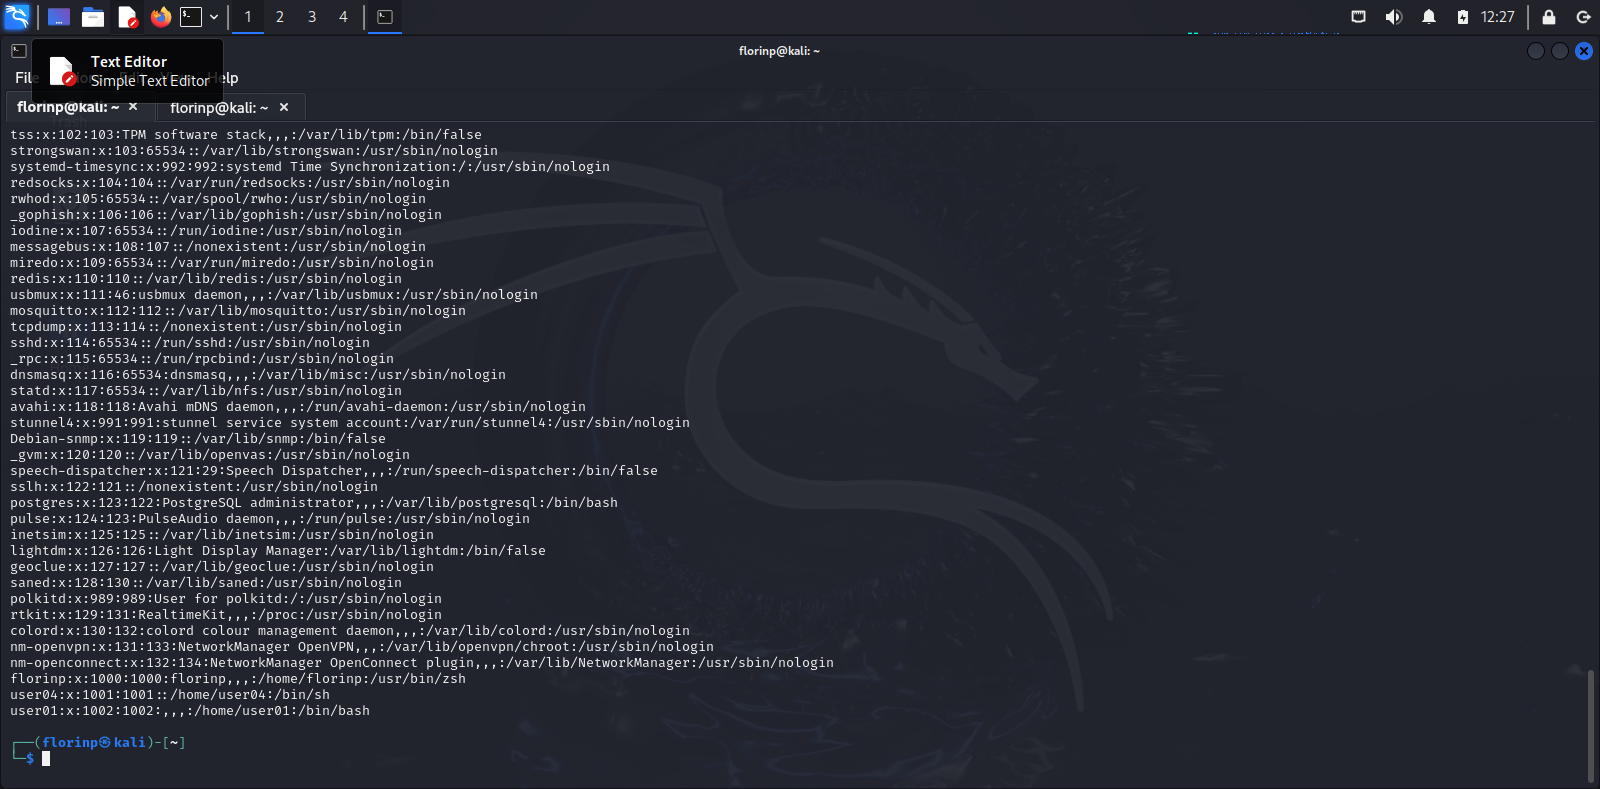 1 2 3 4
12:27
florinp@kali: ~
Text Editor
Simple Text Editor
File
Help
florinp@kali: ~ ×
florinp@kali: ~ ×
tss:x:102:103:TPM software stack,,,:/var/lib/tpm:/bin/false
strongswan:x:103:65534::/var/lib/strongswan:/usr/sbin/nologin
systemd-timesync:x:992:992:systemd Time Synchronization:/:/usr/sbin/nologin
redsocks:x:104:104::/var/run/redsocks:/usr/sbin/nologin
rwhod:x:105:65534::/var/spool/rwho:/usr/sbin/nologin
_gophish:x:106:106::/var/lib/gophish:/usr/sbin/nologin
iodine:x:107:65534::/run/iodine:/usr/sbin/nologin
messagebus:x:108:107::/nonexistent:/usr/sbin/nologin
miredo:x:109:65534::/var/run/miredo:/usr/sbin/nologin
redis:x:110:110::/var/lib/redis:/usr/sbin/nologin
usbmux:x:111:46:usbmux daemon,,,:/var/lib/usbmux:/usr/sbin/nologin
mosquitto:x:112:112::/var/lib/mosquitto:/usr/sbin/nologin
tcpdump:x:113:114::/nonexistent:/usr/sbin/nologin
sshd:x:114:65534::/run/sshd:/usr/sbin/nologin
_rpc:x:115:65534::/run/rpcbind:/usr/sbin/nologin
dnsmasq:x:116:65534:dnsmasq,,,:/var/lib/misc:/usr/sbin/nologin
statd:x:117:65534::/var/lib/nfs:/usr/sbin/nologin
avahi:x:118:118:Avahi mDNS daemon,,,:/run/avahi-daemon:/usr/sbin/nologin
stunnel4:x:991:991:stunnel service system account:/var/run/stunnel4:/usr/sbin/nologin
Debian-snmp:x:119:119::/var/lib/snmp:/bin/false
_gvm:x:120:120::/var/lib/openvas:/usr/sbin/nologin
speech-dispatcher:x:121:29:Speech Dispatcher,,,:/run/speech-dispatcher:/bin/false
sslh:x:122:121::/nonexistent:/usr/sbin/nologin
postgres:x:123:122:PostgreSQL administrator,,,:/var/lib/postgresql:/bin/bash
pulse:x:124:123:PulseAudio daemon,,,:/run/pulse:/usr/sbin/nologin
inetsim:x:125:125::/var/lib/inetsim:/usr/sbin/nologin
lightdm:x:126:126:Light Display Manager:/var/lib/lightdm:/bin/false
geoclue:x:127:127::/var/lib/geoclue:/usr/sbin/nologin
saned:x:128:130::/var/lib/saned:/usr/sbin/nologin
polkitd:x:989:989:User for polkitd:/:/usr/sbin/nologin
rtkit:x:129:131:RealtimeKit,,,:/proc:/usr/sbin/nologin
colord:x:130:132:colord colour management daemon,,,:/var/lib/colord:/usr/sbin/nologin
nm-openvpn:x:131:133:NetworkManager OpenVPN,,,:/var/lib/openvpn/chroot:/usr/sbin/nologin
nm-openconnect:x:132:134:NetworkManager OpenConnect plugin,,,:/var/lib/NetworkManager:/usr/sbin/nologin
florinp:x:1000:1000:florinp,,,:/home/florinp:/usr/bin/zsh
user04:x:1001:1001::/home/user04:/bin/sh
user01:x:1002:1002:,,,:/home/user01:/bin/bash
┌──(florinp㉿kali)-[~]
└─$